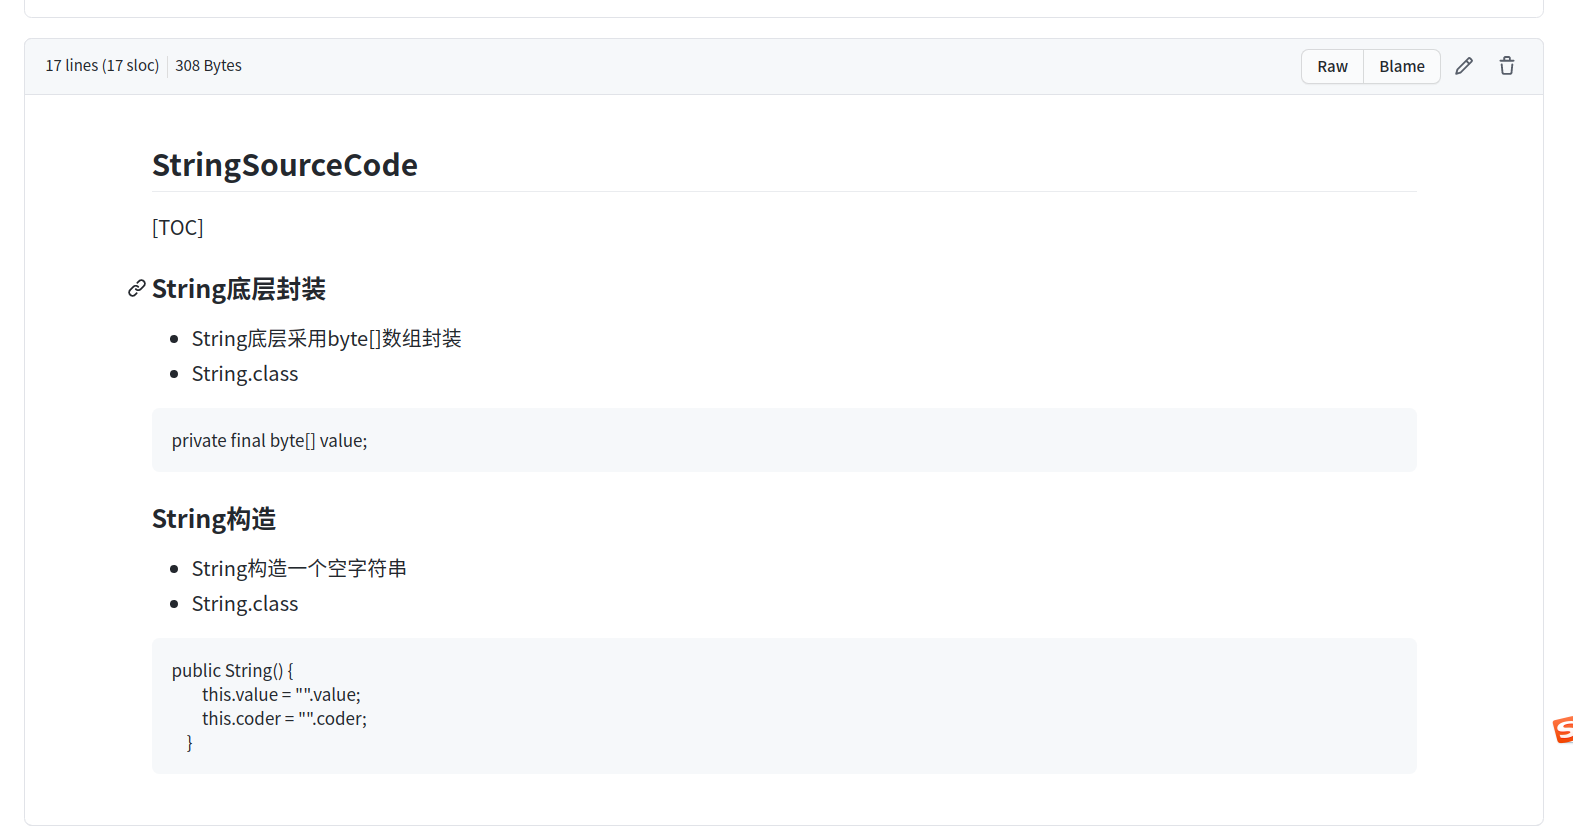 17 lines (17 sloc) 308 Bytes Raw Blame
StringSourceCode
[TOC]
String底层封装
String底层采用byte[]数组封装
String.class
private final byte[] value;
String构造
String构造一个空字符串
String.class
public String() {
this.value = "".value;
this.coder = "".coder;
}